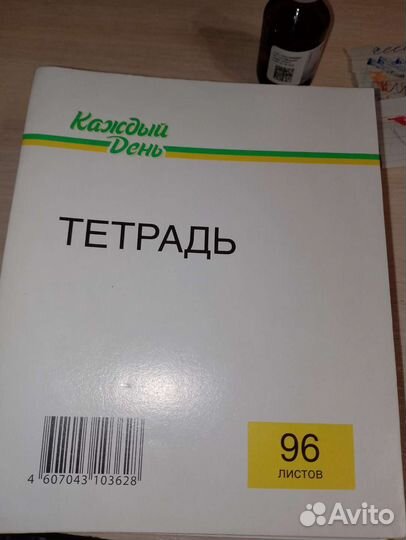 Каждый
День
ТЕТРАДЬ
96
листов
4 607043 103628
Avito